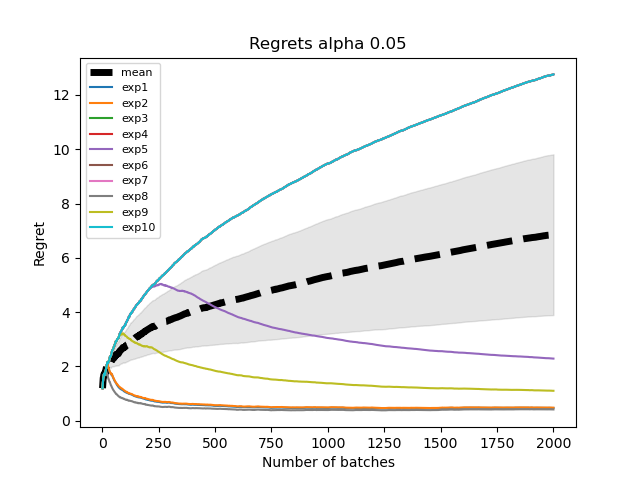 Regrets alpha 0.05
Regret
12
10
8
6
4
2
0
mean
exp1
exp2
exp3
exp4
exp5
exp6
exp7
exp8
exp9
exp10
0 250 500 750 1000 1250 1500 1750 2000
Number of batches